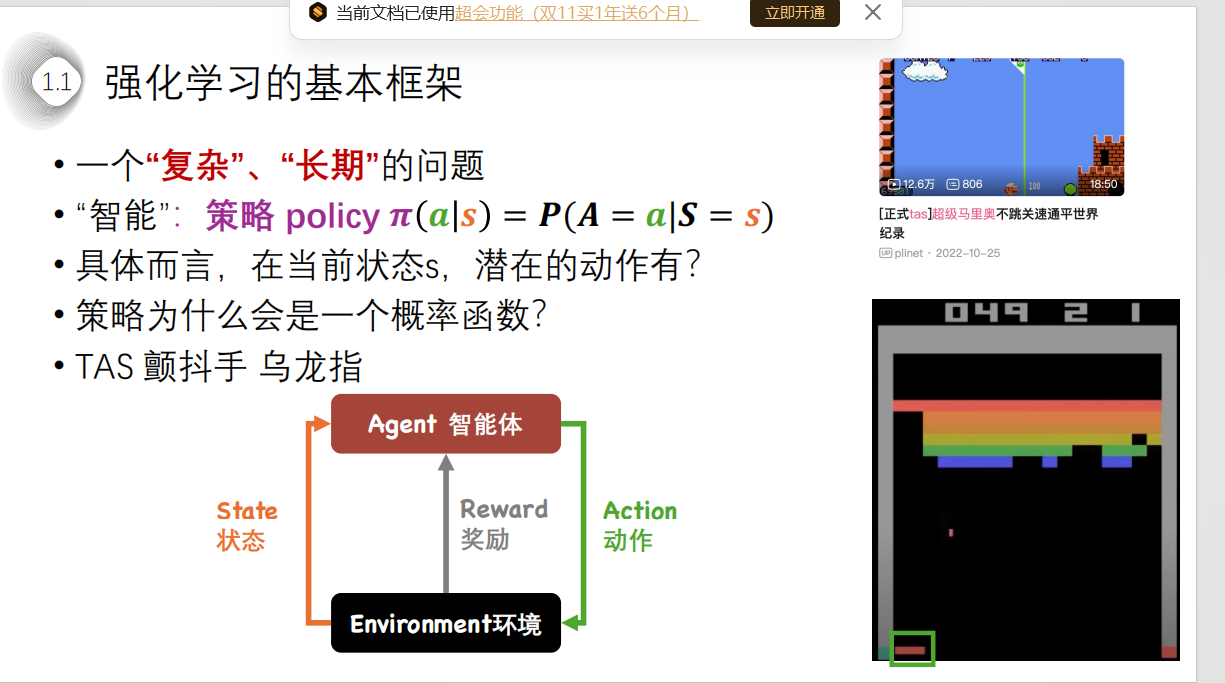 当前文档已使用超会功能（双11买1年送6个月）
立即开通
1.1
强化学习的基本框架
• 一个“复杂”、“长期”的问题
• “智能”：策略 policy π(a|s) = P(A = a|S = s)
• 具体而言，在当前状态s，潜在的动作有？
• 策略为什么会是一个概率函数？
• TAS 颤抖手 乌龙指
Agent 智能体
State
状态
Reward
奖励
Action
动作
Environment环境
12.6万
806
100
18:50
[正式tas]超级马里奥不跳关速通平世界
纪录
UP plinet · 2022-10-25
049 2 1